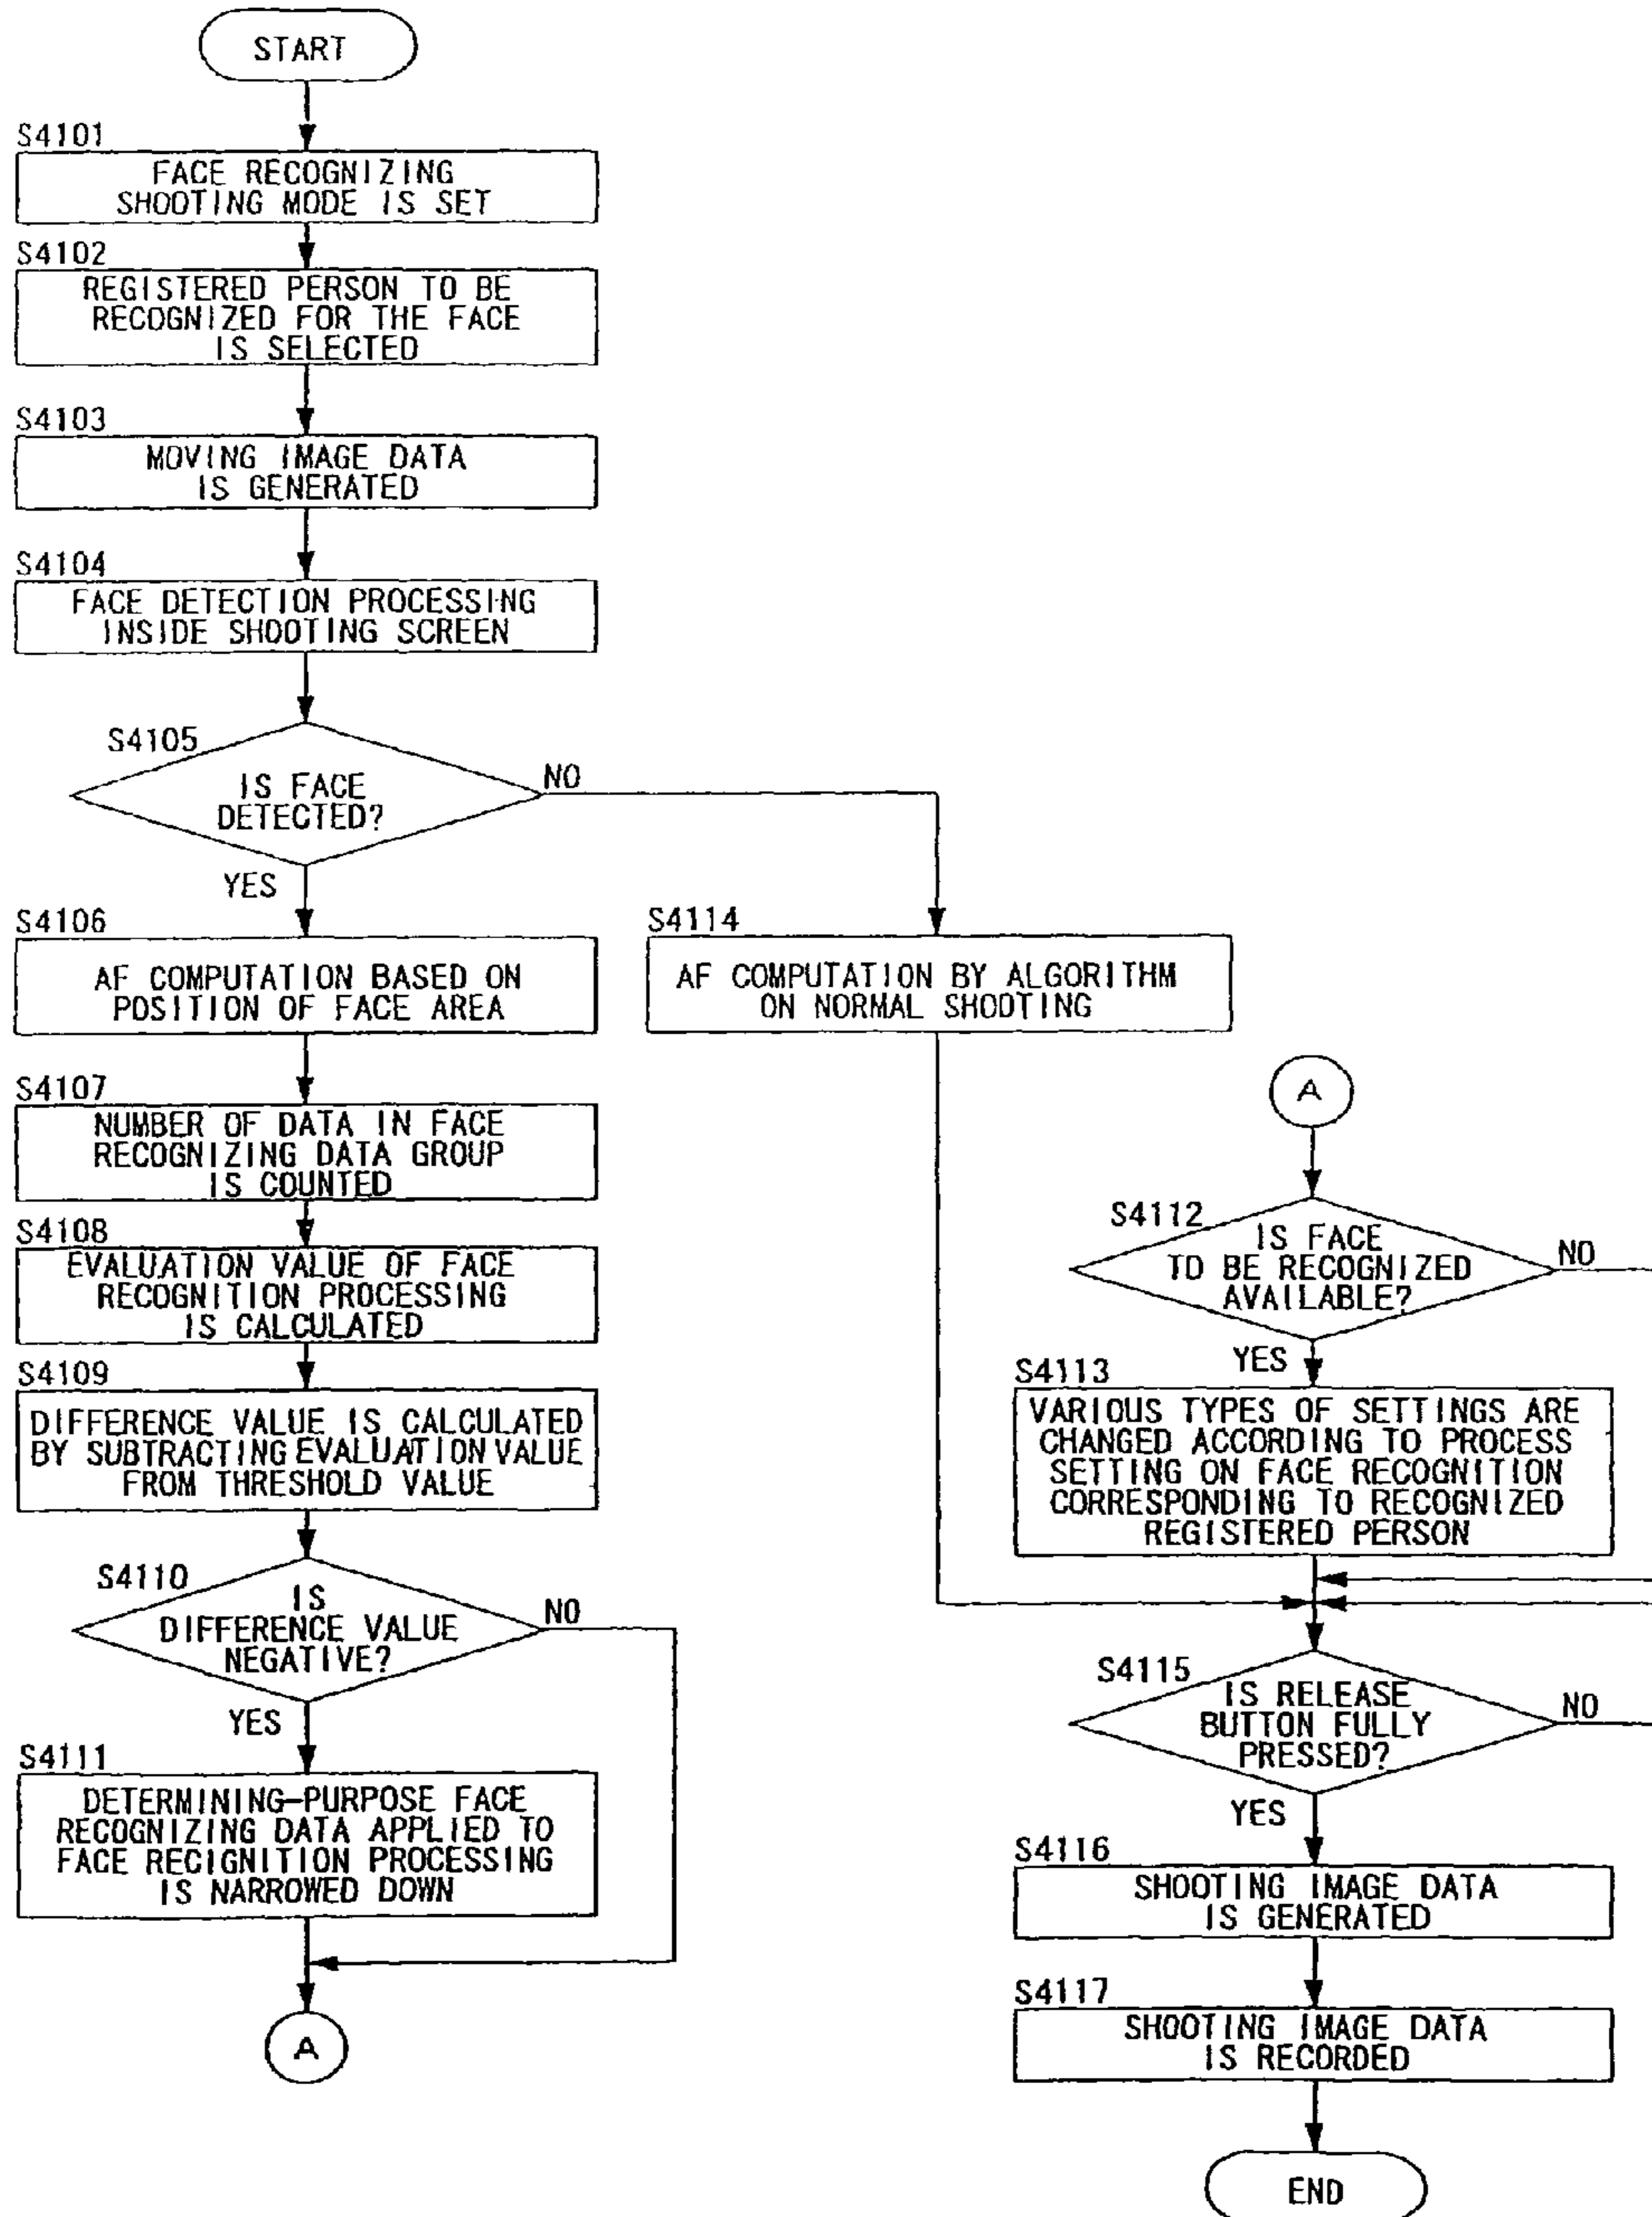 START
S4101
FACE RECOGNIZING
SHOOTING MODE IS SET
S4102
REGISTERED PERSON TO BE
RECOGNIZED FOR THE FACE
IS SELECTED
S4103
MOVING IMAGE DATA
IS GENERATED
S4104
FACE DETECTION PROCESSING
INSIDE SHOOTING SCREEN
S4105
IS FACE
DETECTED?
NO
YES
S4106
AF COMPUTATION BASED ON
POSITION OF FACE AREA
S4107
NUMBER OF DATA IN FACE
RECOGNIZING DATA GROUP
IS COUNTED
S4108
EVALUATION VALUE OF FACE
RECOGNITION PROCESSING
IS CALCULATED
S4109
DIFFERENCE VALUE IS CALCULATED
BY SUBTRACTING EVALUATION VALUE
FROM THRESHOLD VALUE
S4110
IS
DIFFERENCE VALUE
NEGATIVE?
NO
YES
S4111
DETERMINING-PURPOSE FACE
RECOGNIZING DATA APPLIED TO
FACE RECIGNITION PROCESSING
IS NARROWED DOWN
A
S4114
AF COMPUTATION BY ALGORITHM
ON NORMAL SHOOTING
A
S4112
IS FACE
TO BE RECOGNIZED
AVAILABLE?
NO
YES
S4113
VARIOUS TYPES OF SETTINGS ARE
CHANGED ACCORDING TO PROCESS
SETTING ON FACE RECOGNITION
CORRESPONDING TO RECOGNIZED
REGISTERED PERSON
S4115
IS RELEASE
BUTTON FULLY
PRESSED?
NO
YES
S4116
SHOOTING IMAGE DATA
IS GENERATED
S4117
SHOOTING IMAGE DATA
IS RECORDED
END